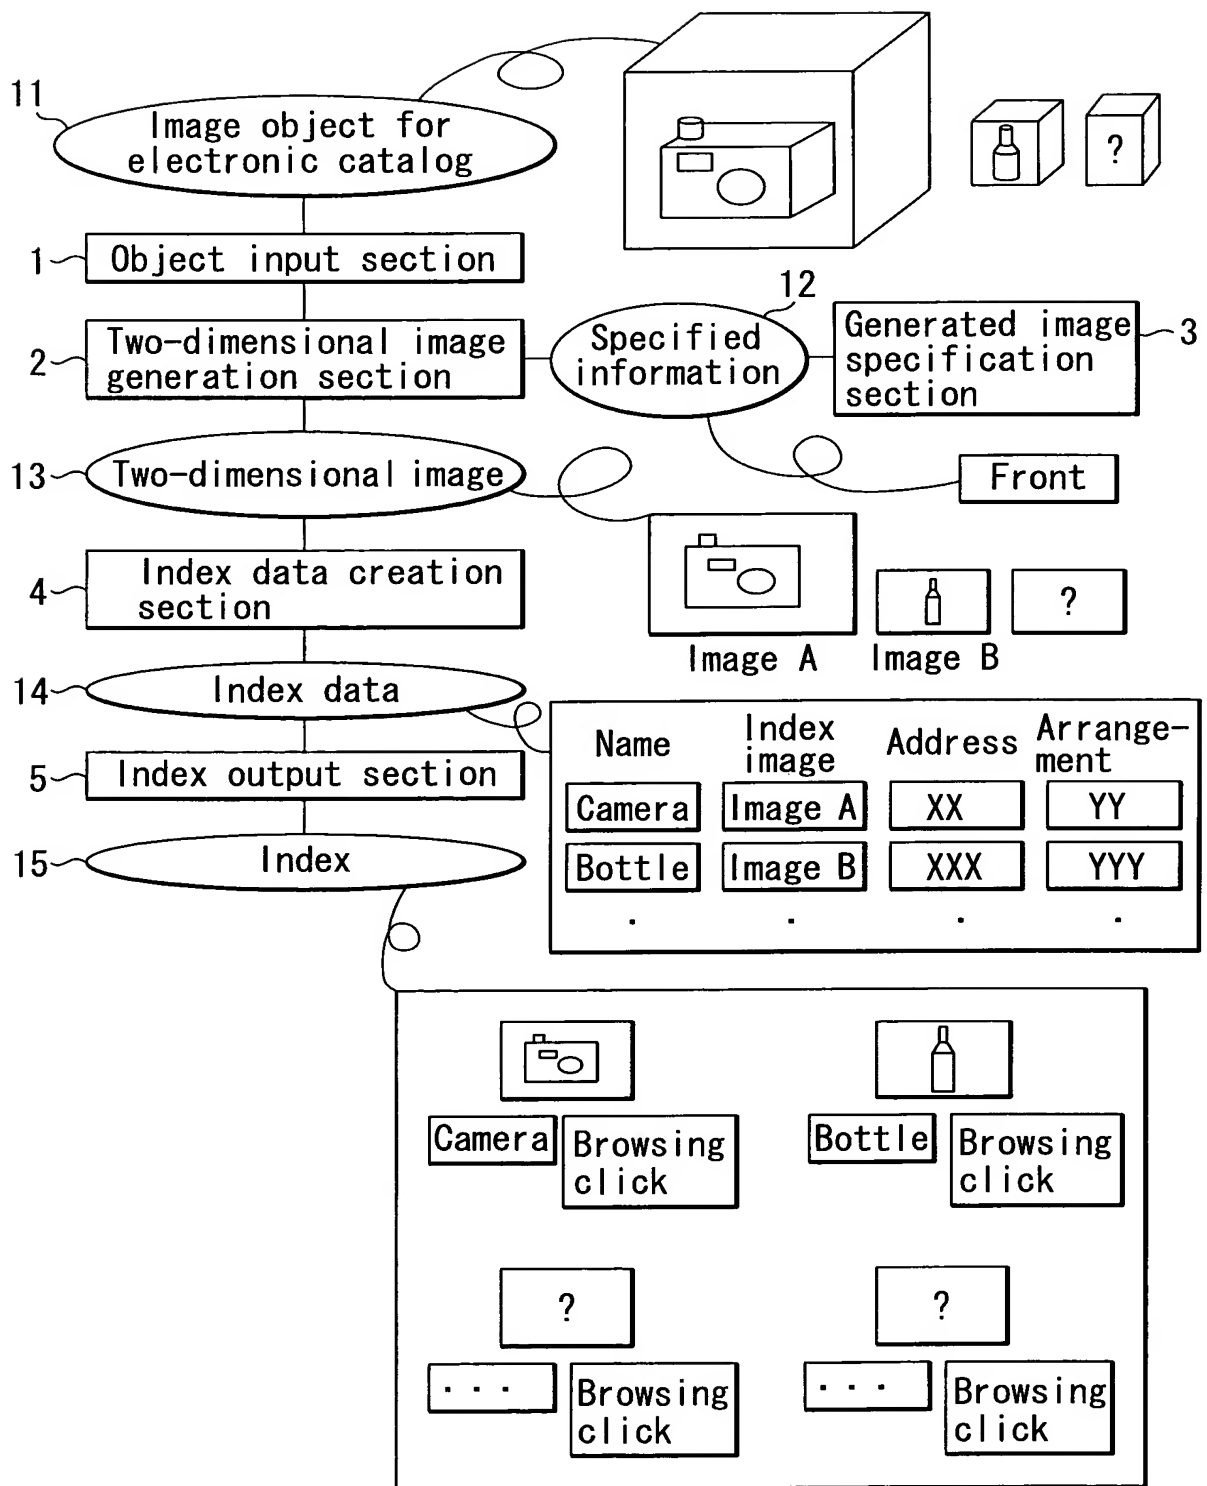 11
Image object for
electronic catalog
?
1
Object input section
12
2
Two-dimensional image
generation section
Specified
information
Generated image
specification
section
3
13
Two-dimensional image
Front
4
Index data creation
section
?
Image A
Image B
14
Index data
Name
Index
image
Address
Arrange-
ment
5
Index output section
Camera
Image A
XX
YY
15
Index
Bottle
Image B
XXX
YYY
. . . .
Camera
Browsing
click
Bottle
Browsing
click
?
?
. . .
Browsing
click
. . .
Browsing
click